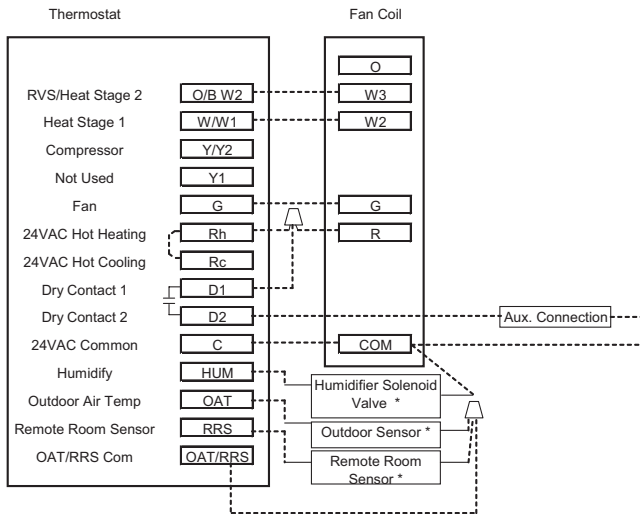 Thermostat Fan Coil
O
RVS/Heat Stage 2 O/B W2 W3
Heat Stage 1 W/W1 W2
Compressor Y/Y2
Not Used Y1
Fan G G
24VAC Hot Heating Rh R
24VAC Hot Cooling Rc
Dry Contact 1 D1
Dry Contact 2 D2 Aux. Connection
24VAC Common C COM
Humidify HUM
Humidifier Solenoid
Valve *
Outdoor Air Temp OAT
Outdoor Sensor *
Remote Room Sensor RRS
Remote Room
Sensor *
OAT/RRS Com OAT/RRS